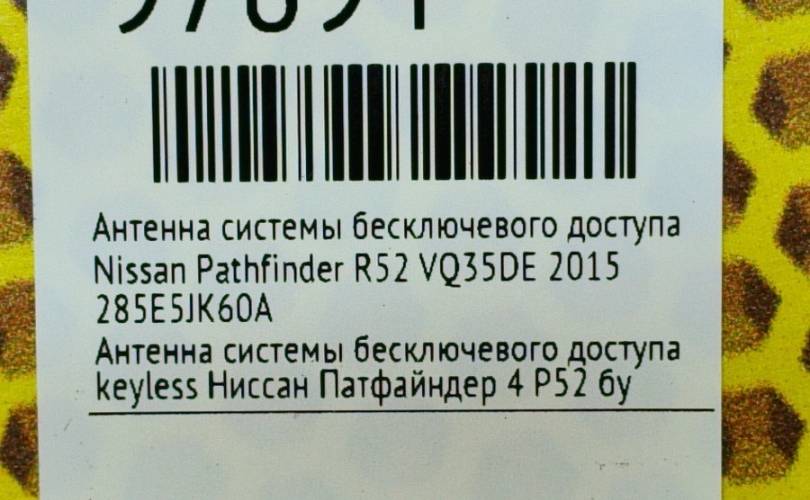 Антенна системы бесключевого доступа
Nissan Pathfinder R52 VQ35DE 2015
285E5JK60A
Антенна системы бесключевого доступа
keyless Ниссан Патфайндер 4 Р52 бу